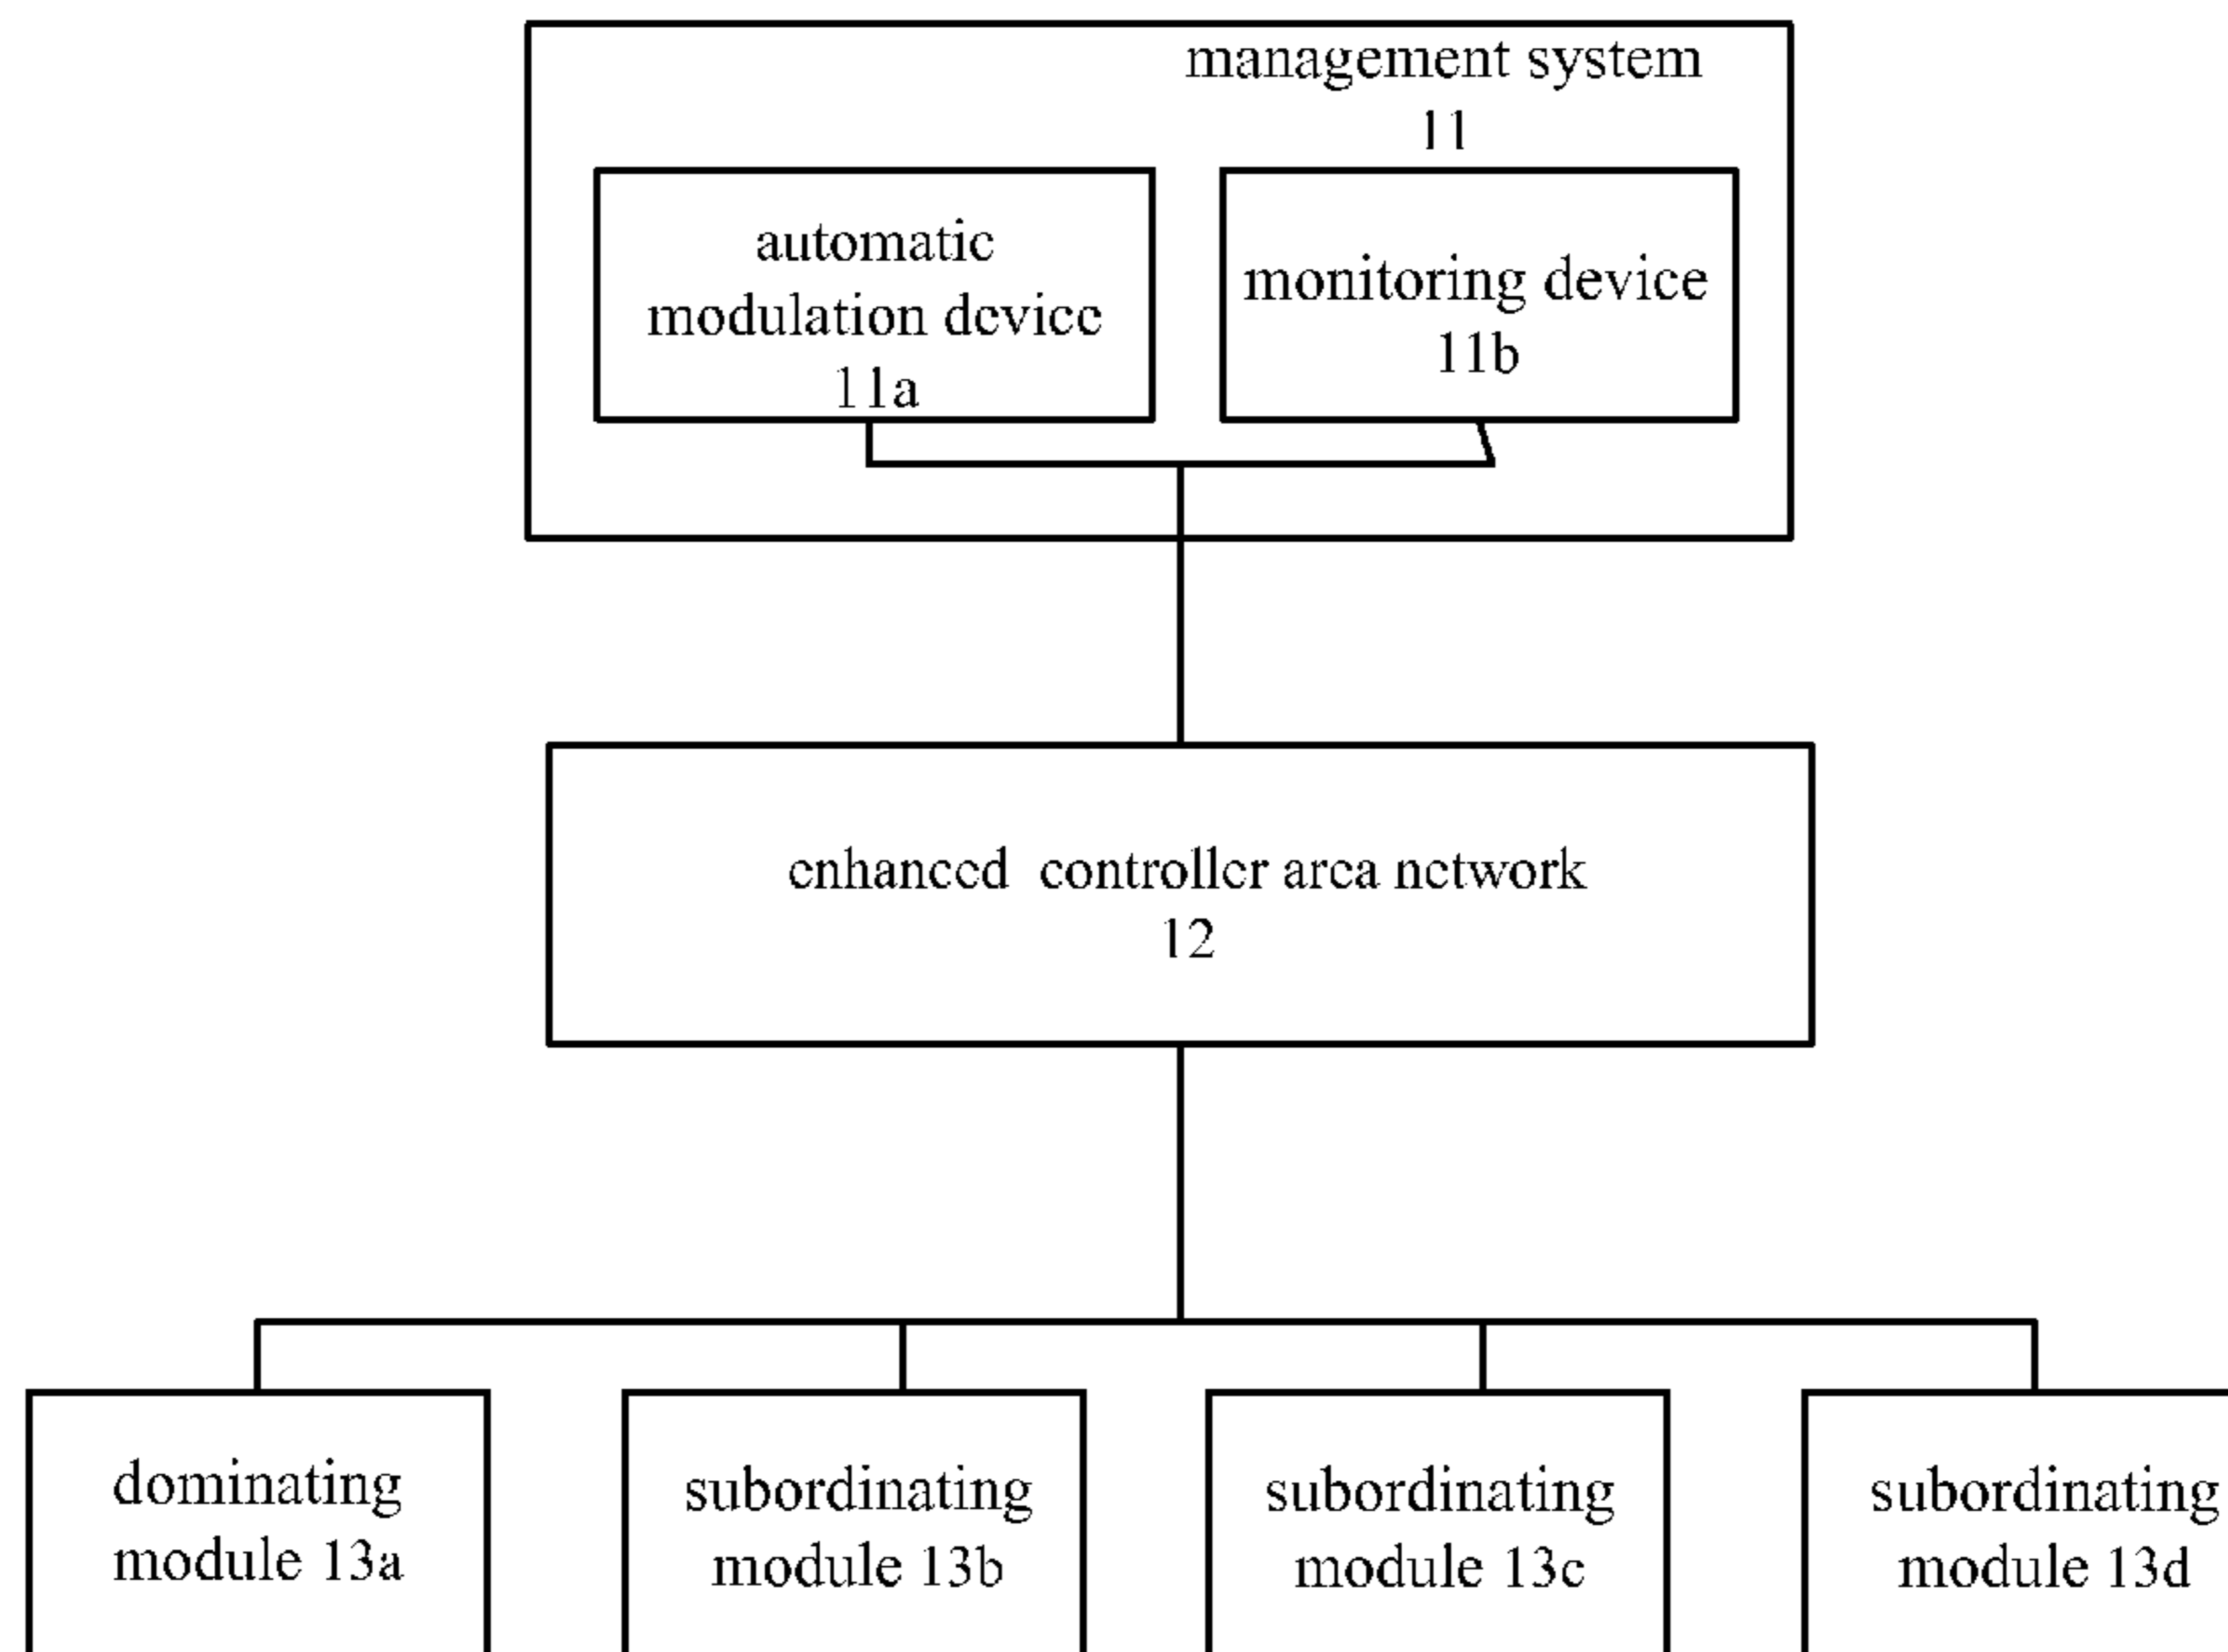 management system
11
automatic
modulation device
11a
monitoring device
11b
enhanced controller area network
12
dominating
module 13a
subordinating
module 13b
subordinating
module 13c
subordinating
module 13d